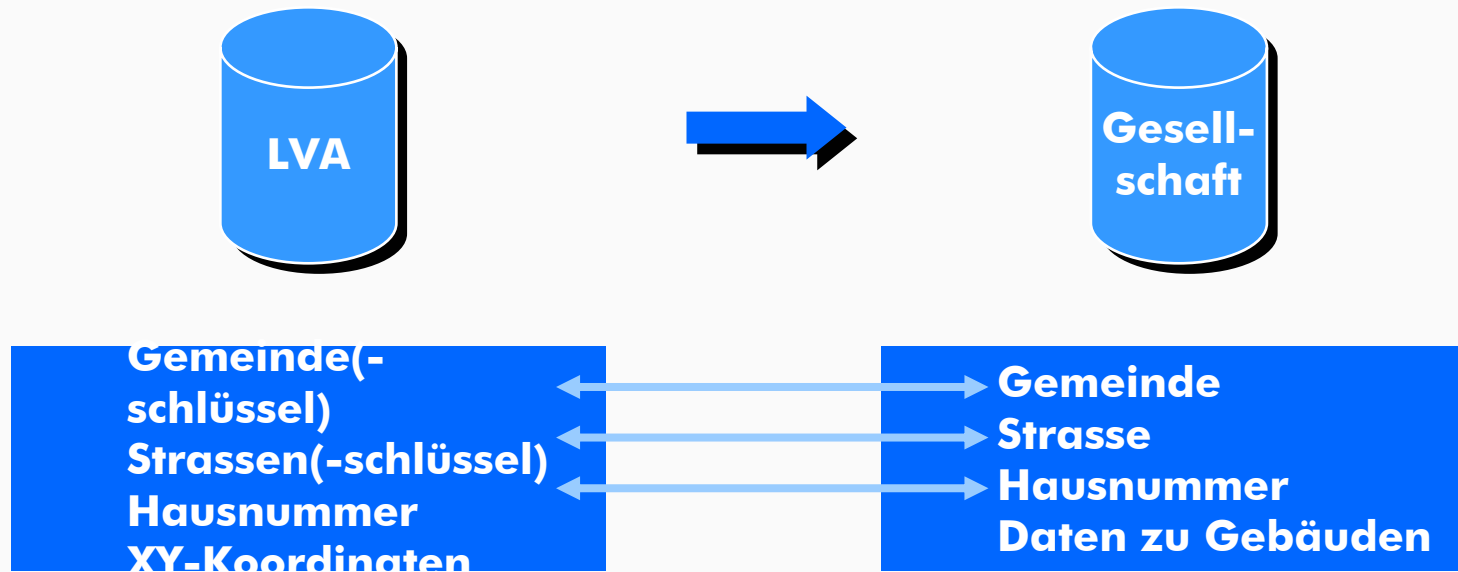 LVA
Gesell-
schaft
Gemeinde(-
schlüssel)
Strassen(-schlüssel)
Hausnummer
XY-Koordinaten
Gemeinde
Strasse
Hausnummer
Daten zu Gebäuden